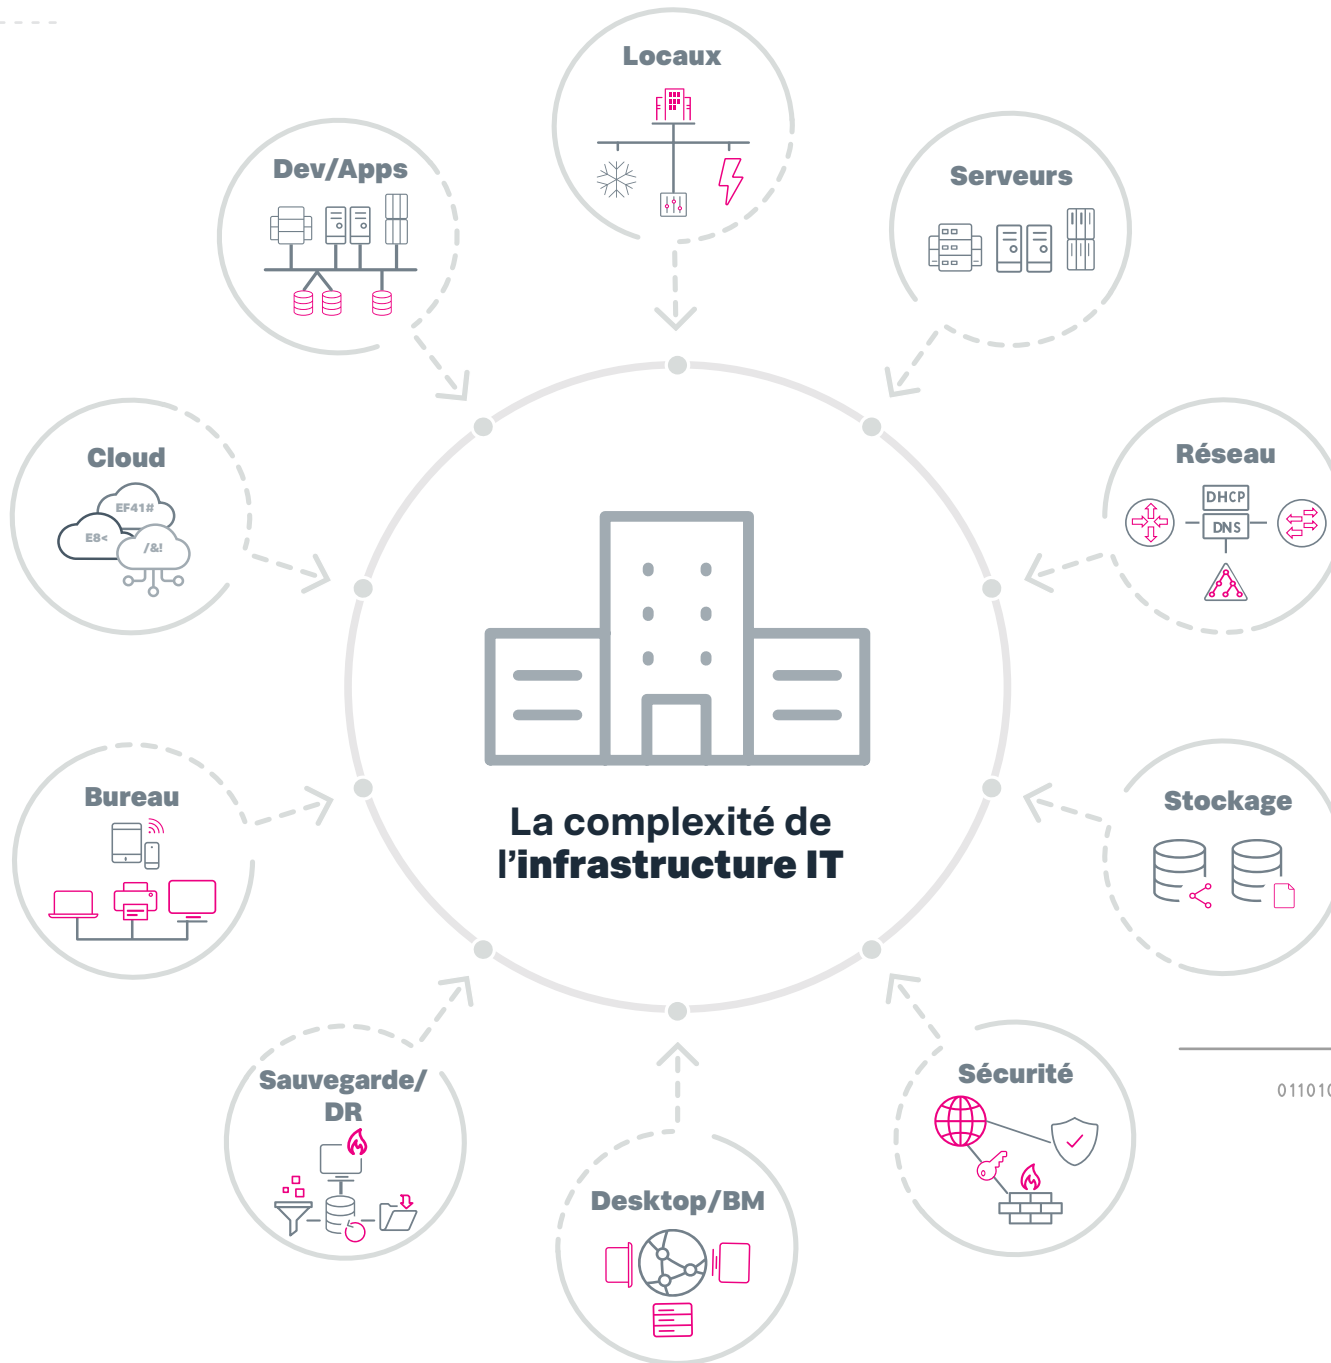 Locaux
Dev/Apps
Serveurs
Cloud
EF41#
E8<
/&!
Réseau
DHCP
DNS
La complexité de
l’infrastructure IT
Bureau
Stockage
Sauvegarde/
DR
Sécurité
Desktop/BM
011010